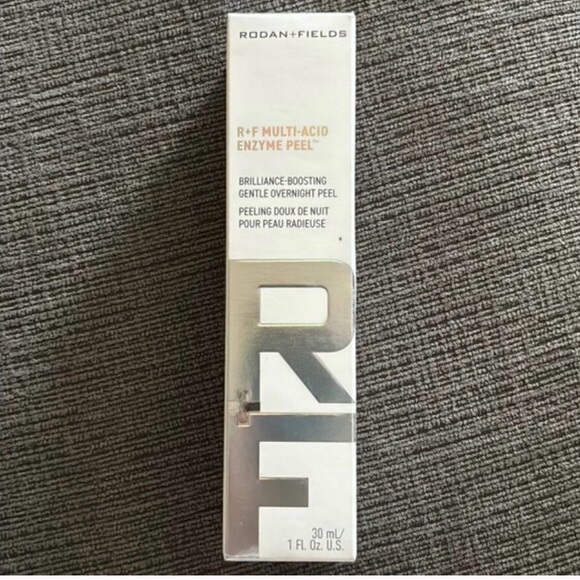 RODAN+FIELDS
R+F MULTI-ACID
ENZYME PEEL™
BRILLIANCE-BOOSTING
GENTLE OVERNIGHT PEEL
PEELING DOUX DE NUIT
POUR PEAU RADIEUSE
R
F
30 mL/
1 FL. Oz. U.S.